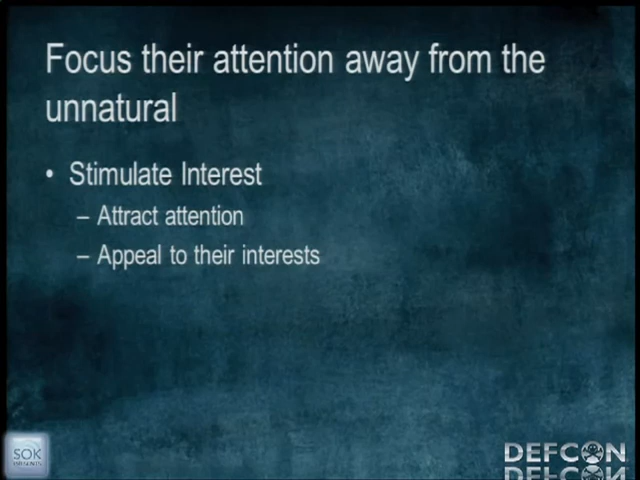 Focus their attention away from the
unnatural
• Stimulate Interest
– Attract attention
– Appeal to their interests
SOK
DEFCON